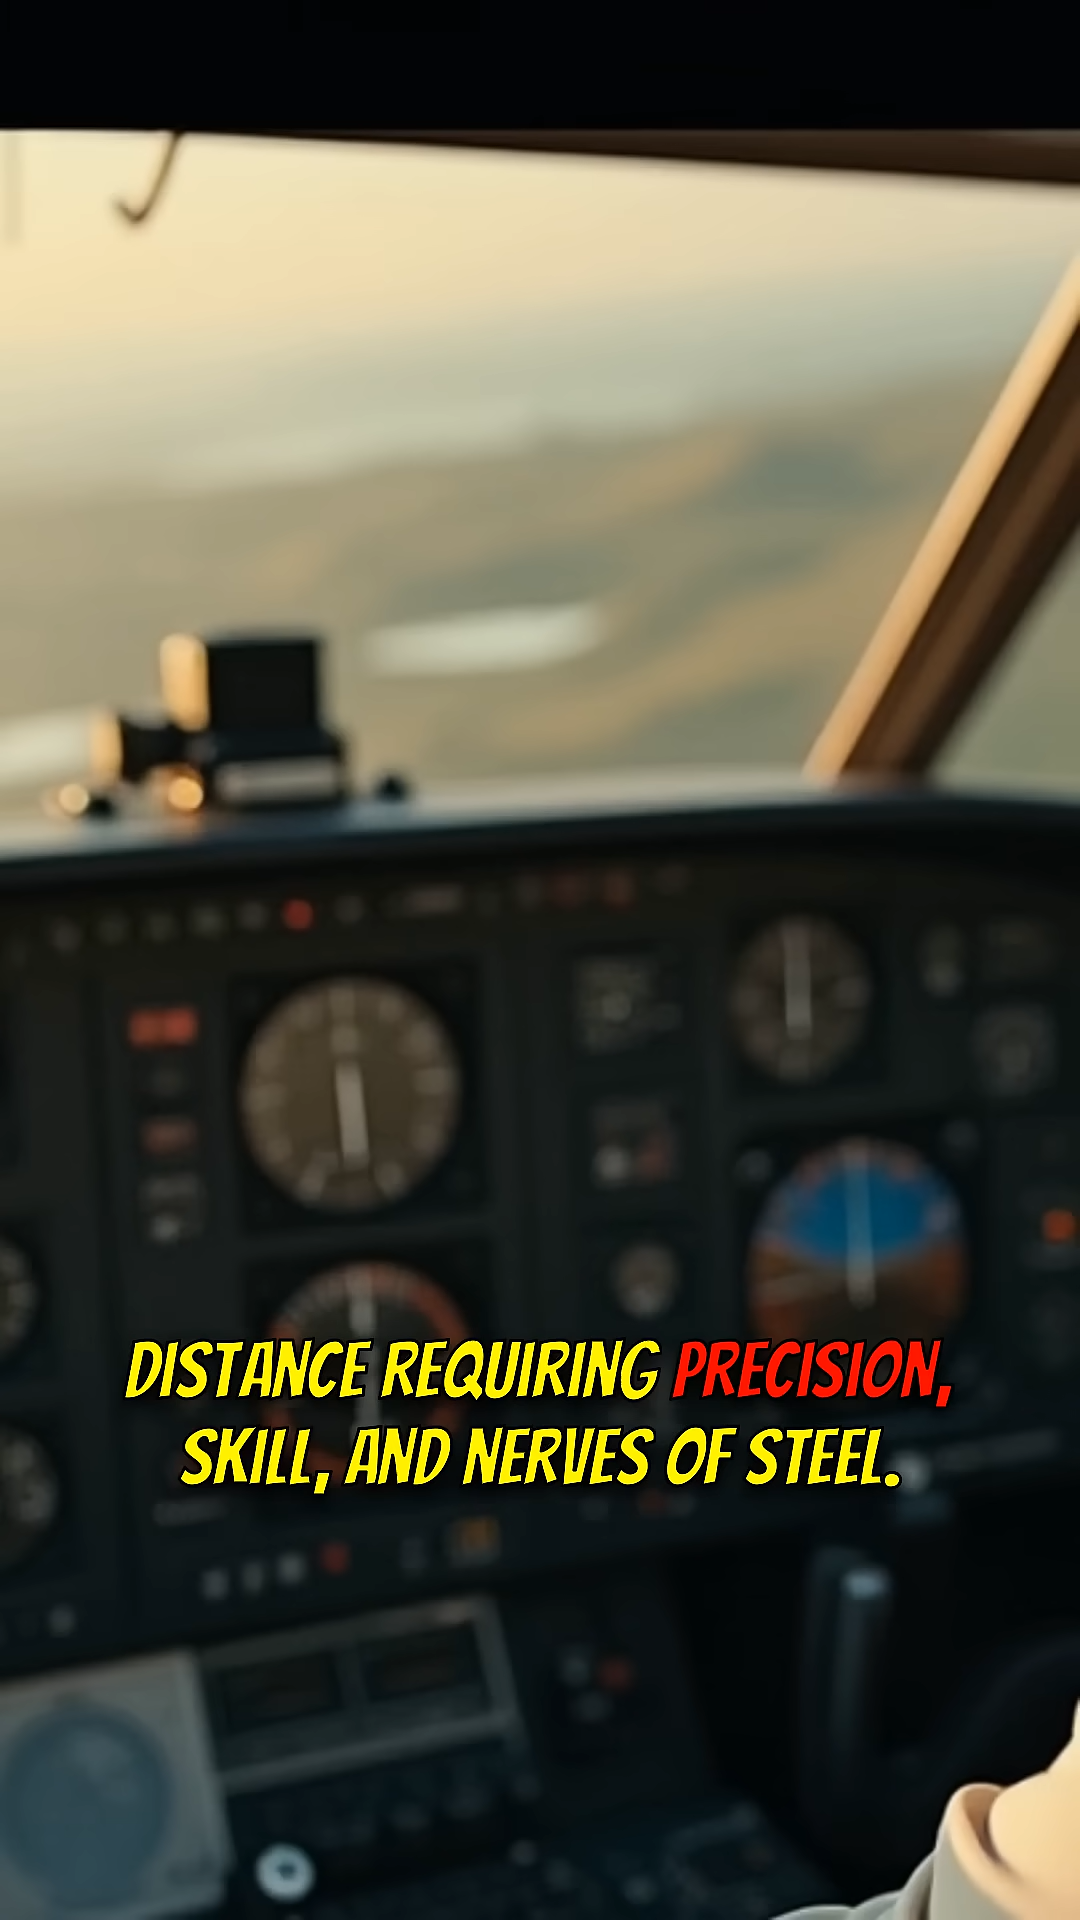 DISTANCE REQUIRING PRECISION,
SKILL, AND NERVES OF STEEL.